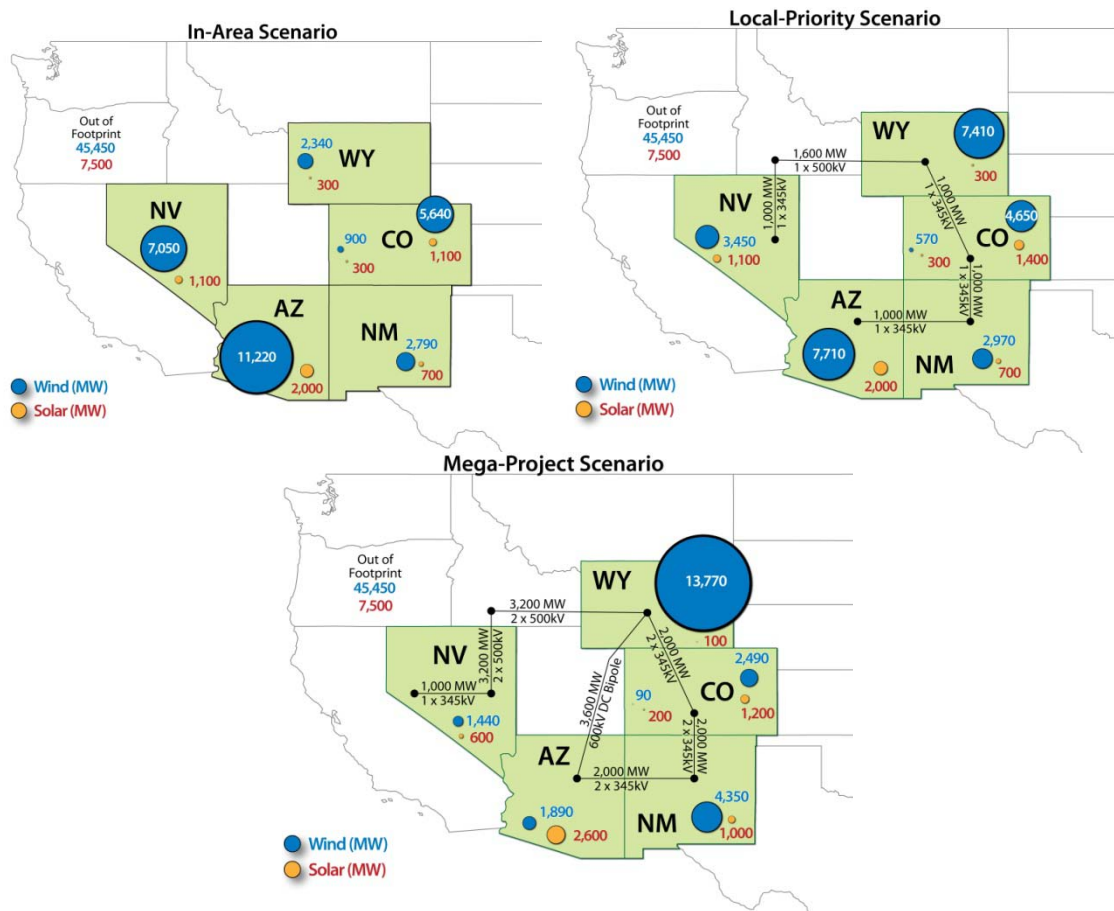 In-Area Scenario
Out of
Footprint
45,450
7,500
2,340
WY
300
NV
7,050
1,100
5,640
900
CO
300
1,100
AZ
11,220
2,000
NM
2,790
700
Wind (MW)
Solar (MW)
Local-Priority Scenario
Out of
Footprint
45,450
7,500
WY
7,410
300
1,600 MW
1 x 500kV
1,000 MW
1 x 345kV
1,000 MW
1 x 345kV
NV
3,450
1,100
4,650
570
CO
300
1,400
1,000 MW
1 x 345kV
AZ
1,000 MW
1 x 345kV
7,710
2,000
2,970
NM
700
Wind (MW)
Solar (MW)
Mega-Project Scenario
Out of
Footprint
45,450
7,500
WY
13,770
100
3,200 MW
2 x 500kV
3,200 MW
2 x 500kV
2,000 MW
2 x 345kV
NV
1,000 MW
1 x 345kV
1,440
600
3,600 MW
600kV DC Bipole
2,490
90
CO
200
1,200
2,000 MW
2 x 345kV
AZ
2,000 MW
2 x 345kV
1,890
2,600
4,350
NM
1,000
Wind (MW)
Solar (MW)